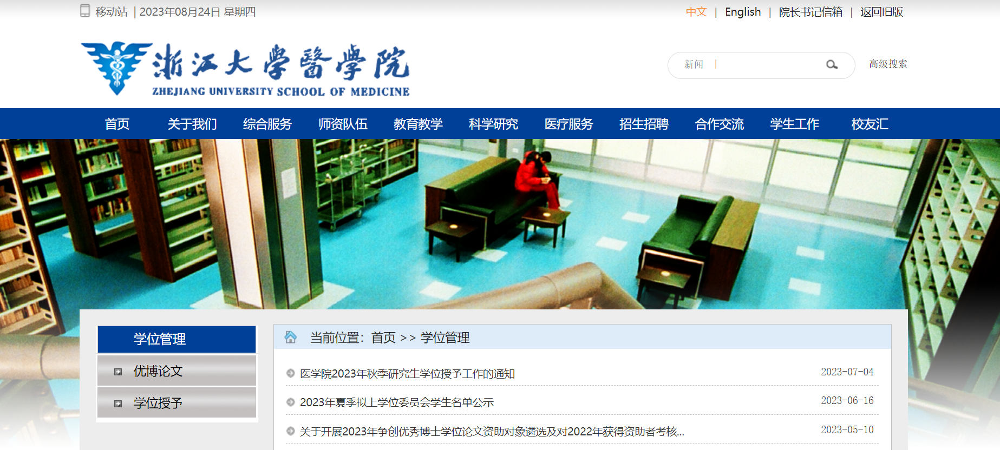 移动站 | 2023年08月24日 星期四
中文 | English | 院长书记信箱 | 返回旧版
浙江大学醫學院
ZHEJIANG UNIVERSITY SCHOOL OF MEDICINE
新闻
高级搜索
首页 关于我们 综合服务 师资队伍 教育教学 科学研究 医疗服务 招生招聘 合作交流 学生工作 校友汇
学位管理
优博论文
学位授予
当前位置：首页 >> 学位管理
医学院2023年秋季研究生学位授予工作的通知 2023-07-04
2023年夏季拟上学位委员会学生名单公示 2023-06-16
关于开展2023年争创优秀博士学位论文资助对象遴选及对2022年获得资助者考核... 2023-05-10